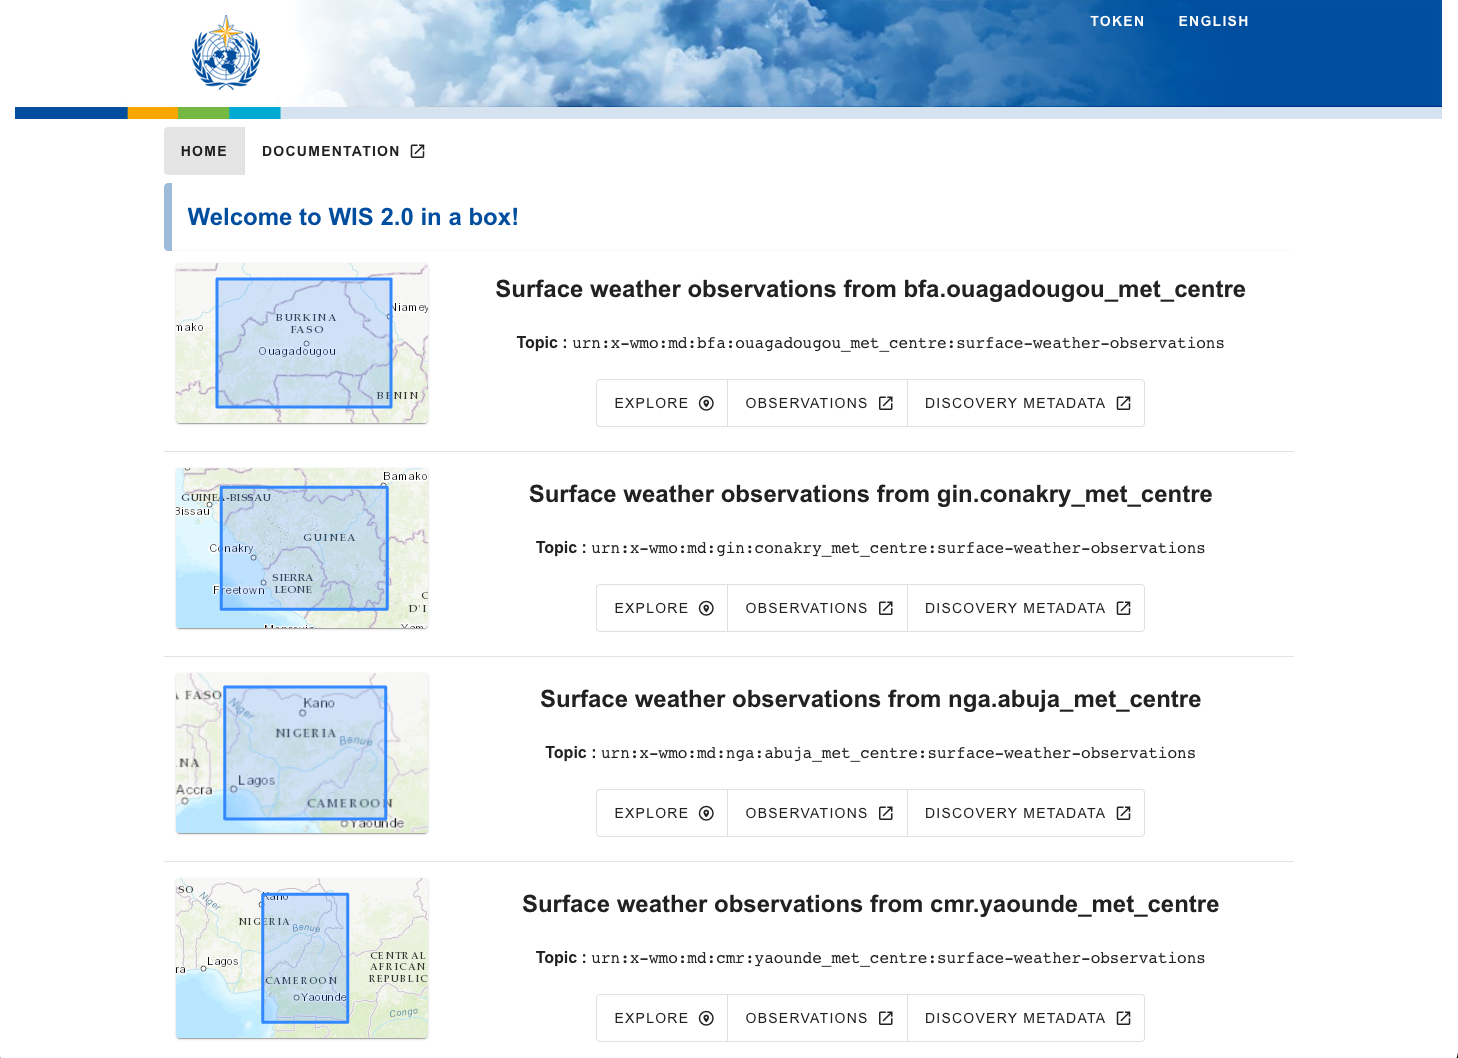 TOKEN ENGLISH
HOME DOCUMENTATION
Welcome to WIS 2.0 in a box!
Niamey
mako
BURKINA
FASO
Ouagadougou
BENIN
Surface weather observations from bfa.ouagadougou_met_centre
Topic : urn:x-wmo:md:bfa:ouagadougou_met_centre:surface-weather-observations
EXPLORE OBSERVATIONS DISCOVERY METADATA
Bamako
GUINEA-BISSAU
Bissau
GUINEA
Conakry
SIERRA
LEONE
Freetown
D'I
Surface weather observations from gin.conakry_met_centre
Topic : urn:x-wmo:md:gin:conakry_met_centre:surface-weather-observations
EXPLORE OBSERVATIONS DISCOVERY METADATA
A FASO
Niger
Kano
NIGERIA
Benue
NA
Lagos
Accra
CAMEROON
Yaounde
Surface weather observations from nga.abuja_met_centre
Topic : urn:x-wmo:md:nga:abuja_met_centre:surface-weather-observations
EXPLORE OBSERVATIONS DISCOVERY METADATA
SO
Niger
Kano
NIGERIA
Benue
ra
Lagos
CENTRAL
AFRICAN
REPUBLIC
CAMEROON
Yaounde
Congo
Surface weather observations from cmr.yaounde_met_centre
Topic : urn:x-wmo:md:cmr:yaounde_met_centre:surface-weather-observations
EXPLORE OBSERVATIONS DISCOVERY METADATA